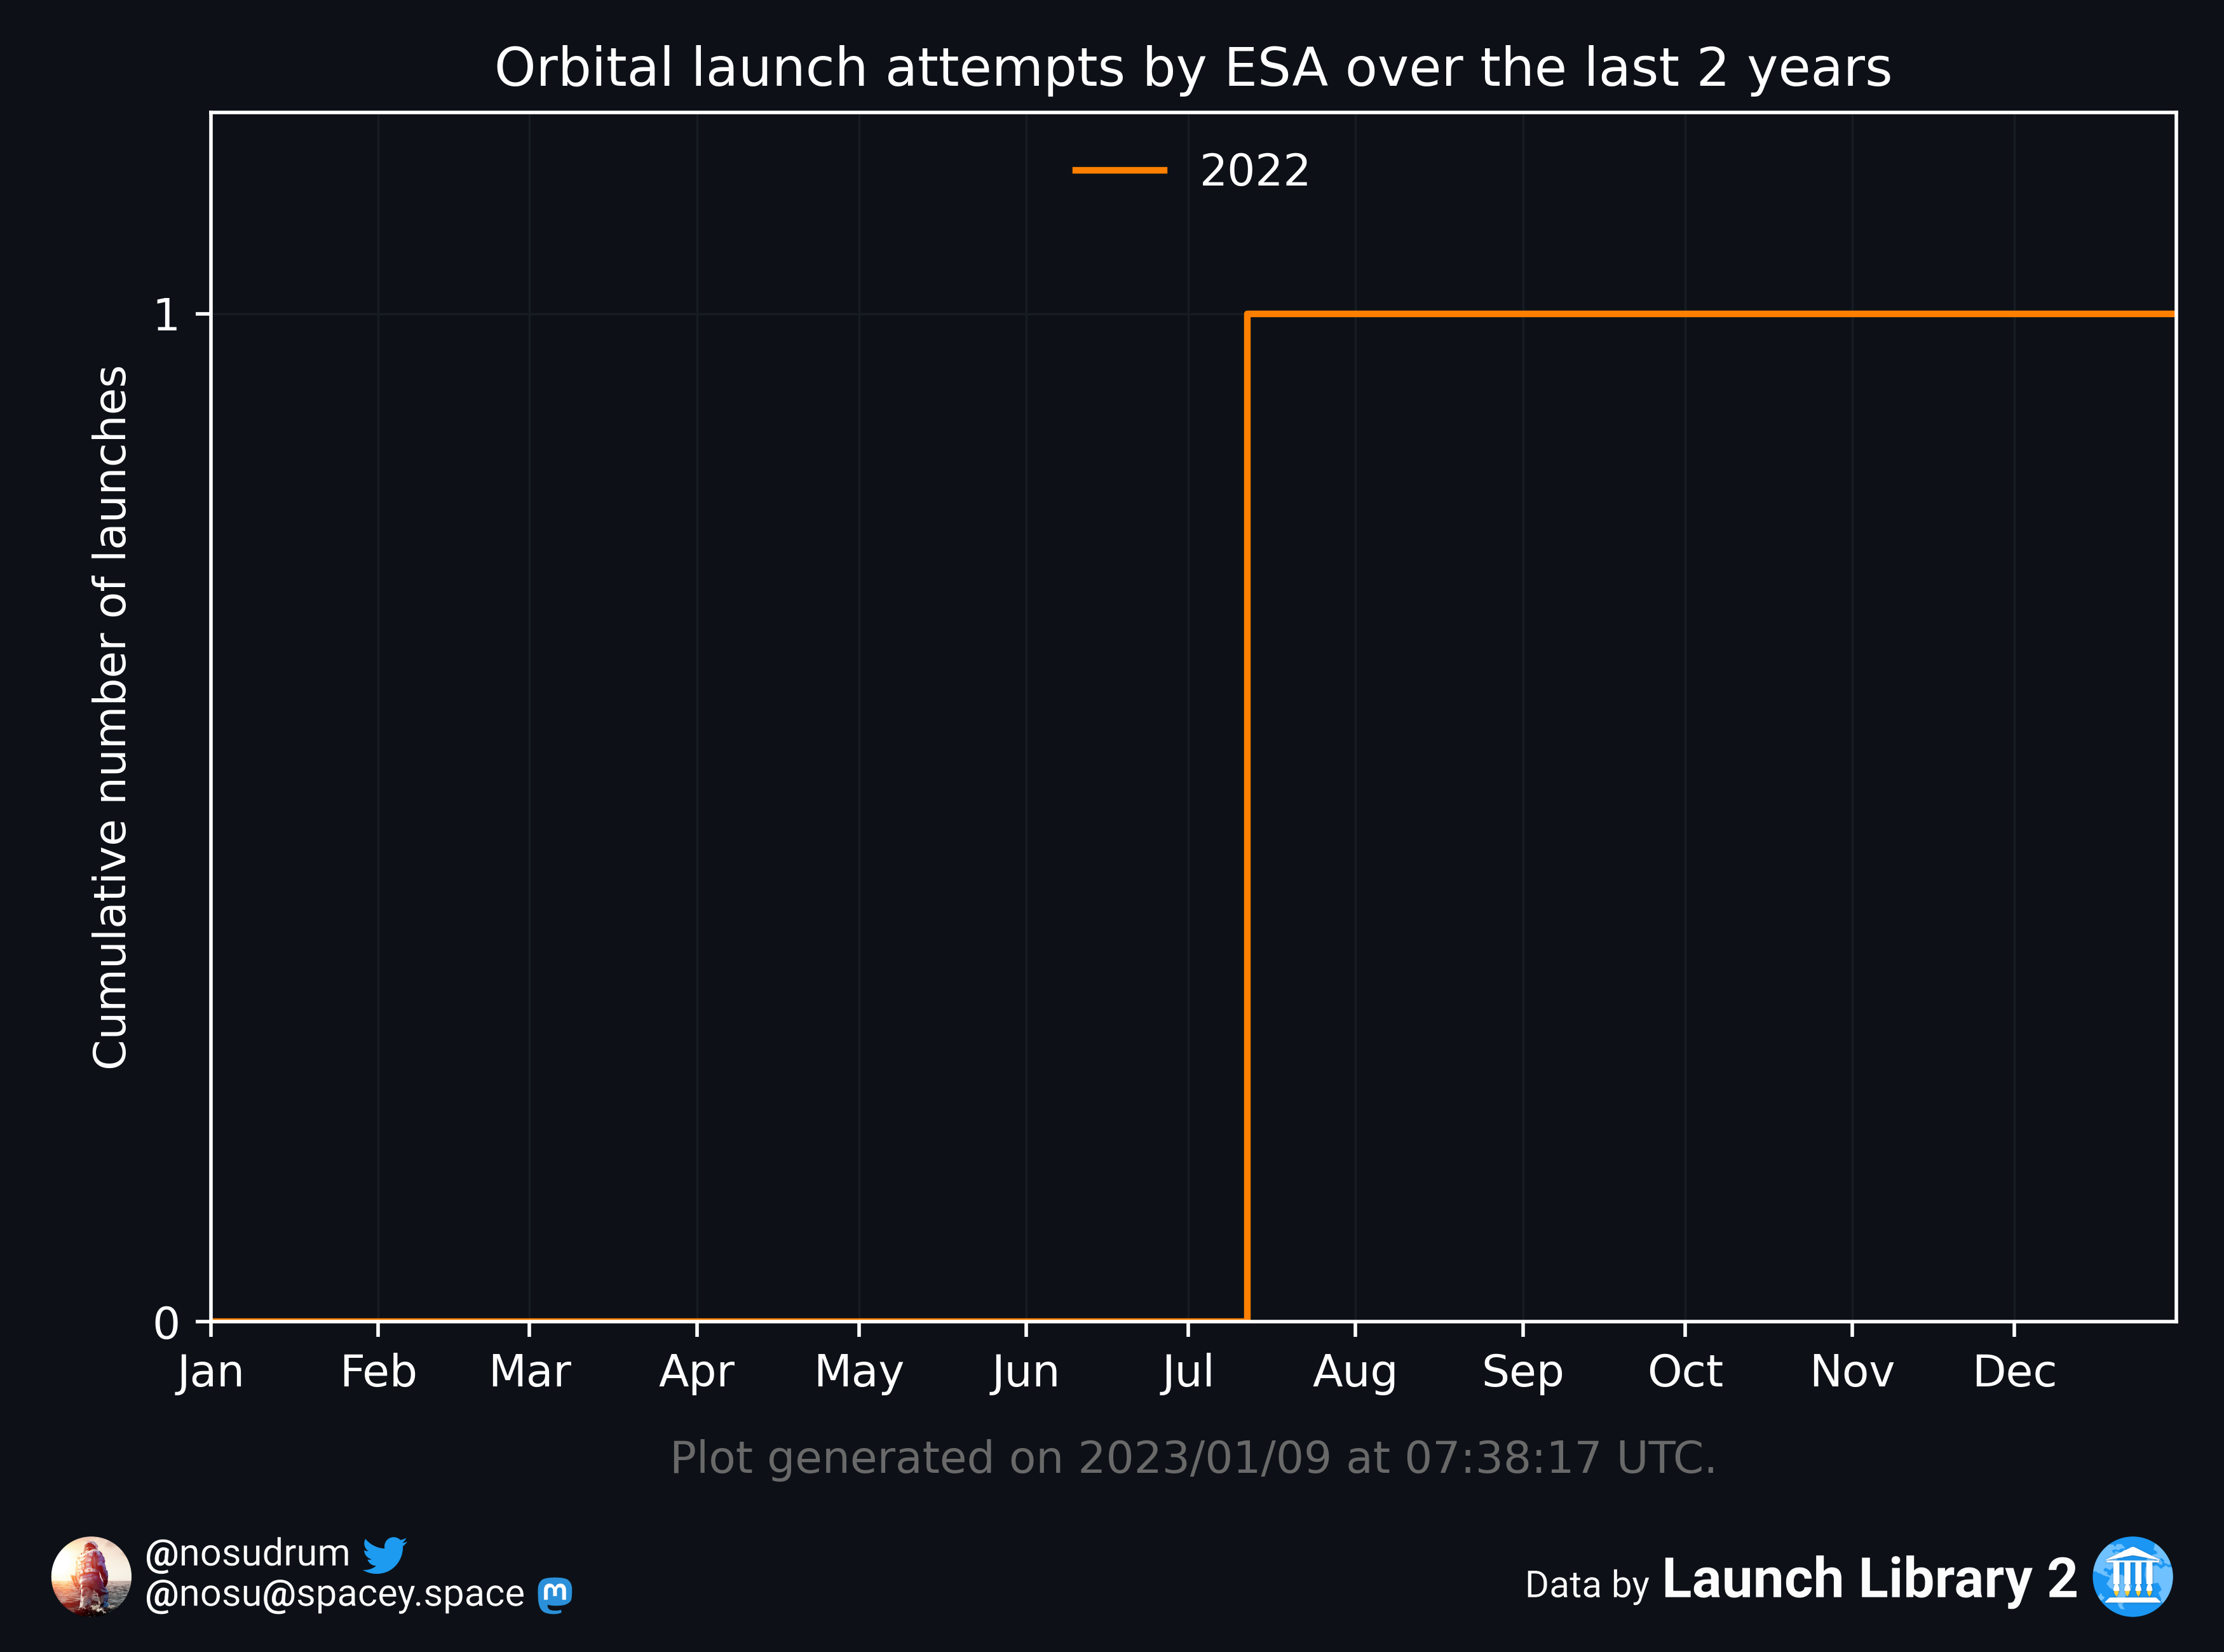 Orbital launch attempts by ESA over the last 2 years
2022
Cumulative number of launches
1
0
Jan Feb Mar Apr May Jun Jul Aug Sep Oct Nov Dec
Plot generated on 2023/01/09 at 07:38:17 UTC.
@nosudrum
@nosu@spacey.space
Data by Launch Library 2